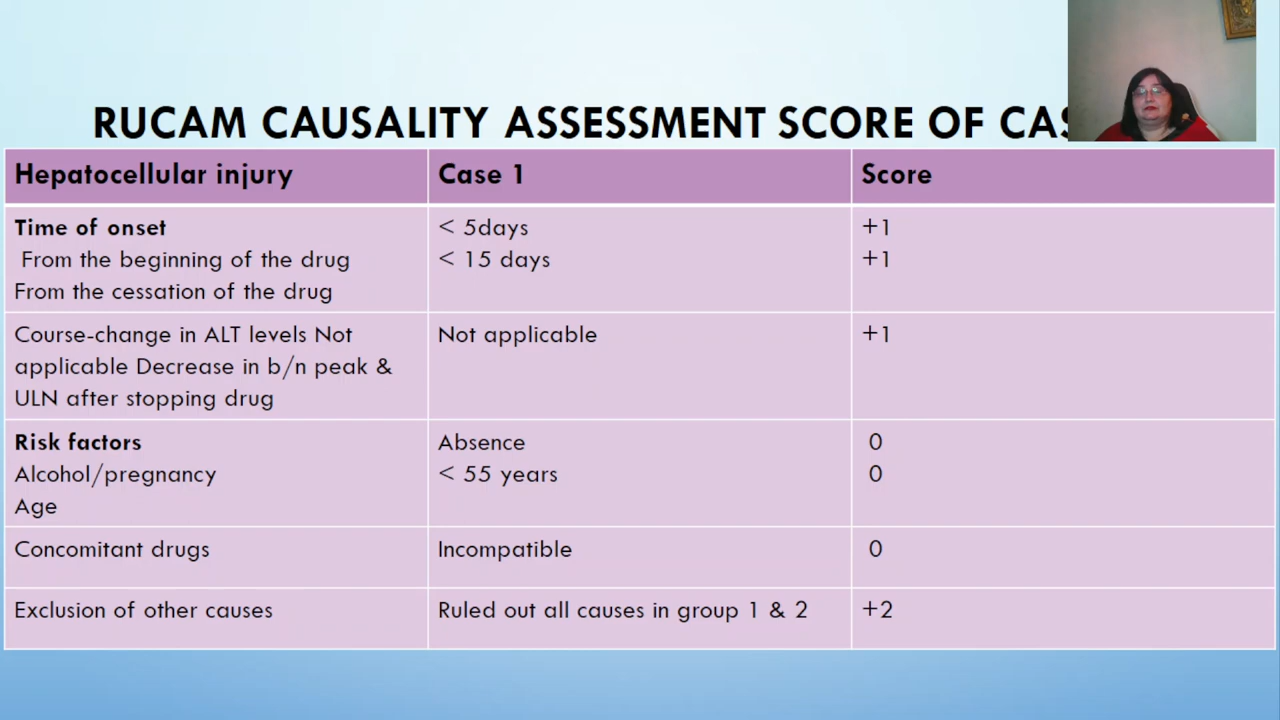 RUCAM CAUSALITY ASSESSMENT SCORE OF
Hepatocellular injury
Case 1
Score
Time of onset
From the beginning of the drug
From the cessation of the drug
< 5days
< 15 days
+1
+1
Course-change in ALT levels Not
applicable Decrease in b/n peak &
ULN after stopping drug
Not applicable
+1
Risk factors
Alcohol/pregnancy
Age
Absence
< 55 years
0
0
Concomitant drugs
Incompatible
0
Exclusion of other causes
Ruled out all causes in group 1 & 2
+2